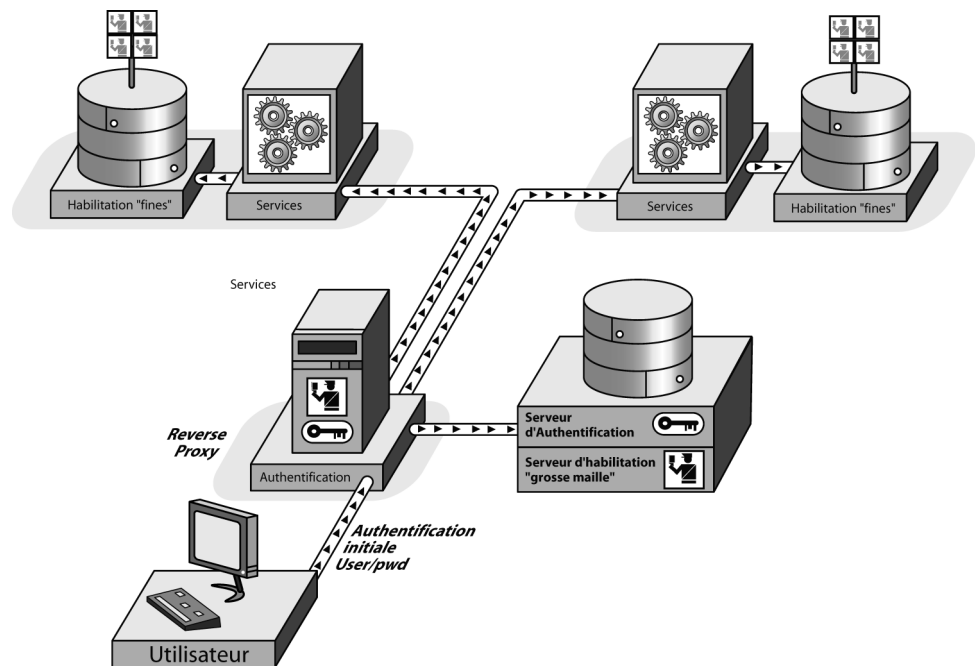 Habilitation "fines"
Services
Services
Habilitation "fines"
Services
Reverse
Proxy
Authentification
Serveur
d'Authentification
Serveur d'habilitation
"grosse maille"
Authentification
initiale
User/pwd
Utilisateur